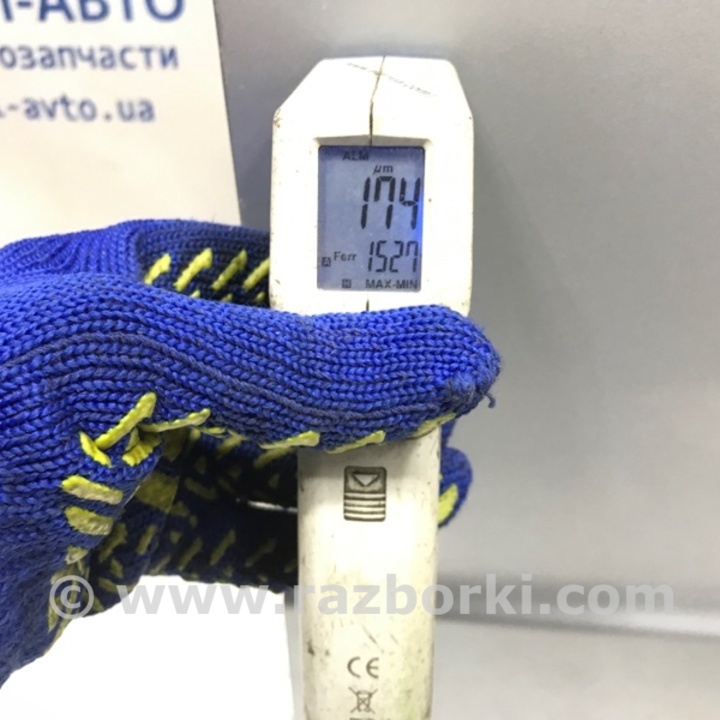 -АВТО
озапчасти
-avto.ua
ALM
µm
174
A Ferr 1527
MAX-MIN
© www.razborki.com
CE